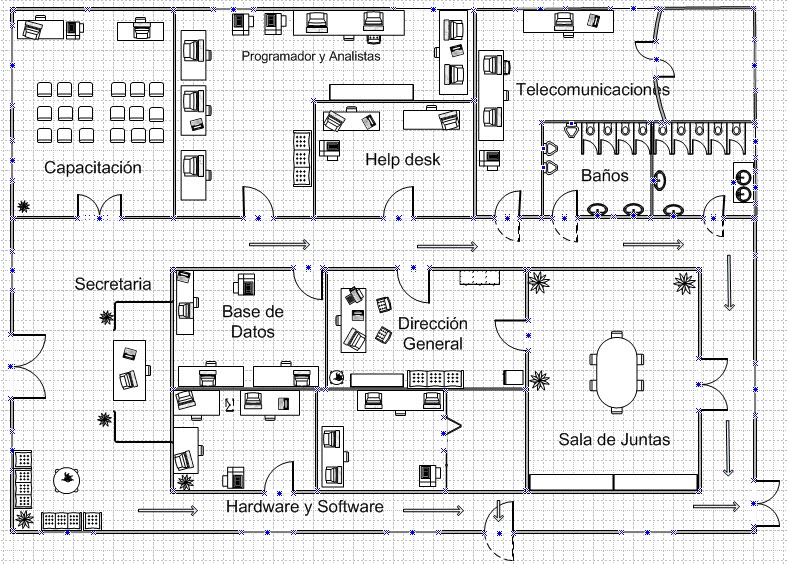 Programador y Analistas
Telecomunicaciones
Capacitación
Help desk
Baños
Secretaria
Base de
Datos
Dirección
General
Sala de Juntas
Hardware y Software